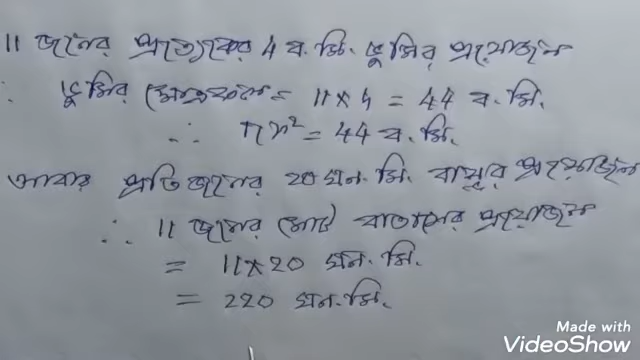 11 জনের প্রত্যেকের 4 ব. মি. ভূমির প্রয়োজন
∴ ভূমির ক্ষেত্রফল = 11 × 4 = 44 ব. মি.
∴ πr² = 44 ব. মি.
আবার প্রতি জনের 20 ঘন. মি. বায়ুর প্রয়োজন
∴ 11 জনের মোট বাতাসের প্রয়োজন
= 11×20 ঘন. মি.
= 220 ঘন. মি.
Made with
VideoShow